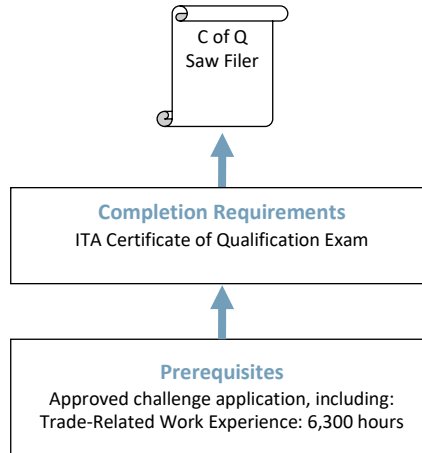 C of Q
Saw Filer
Completion Requirements
ITA Certificate of Qualification Exam
Prerequisites
Approved challenge application, including:
Trade-Related Work Experience: 6,300 hours